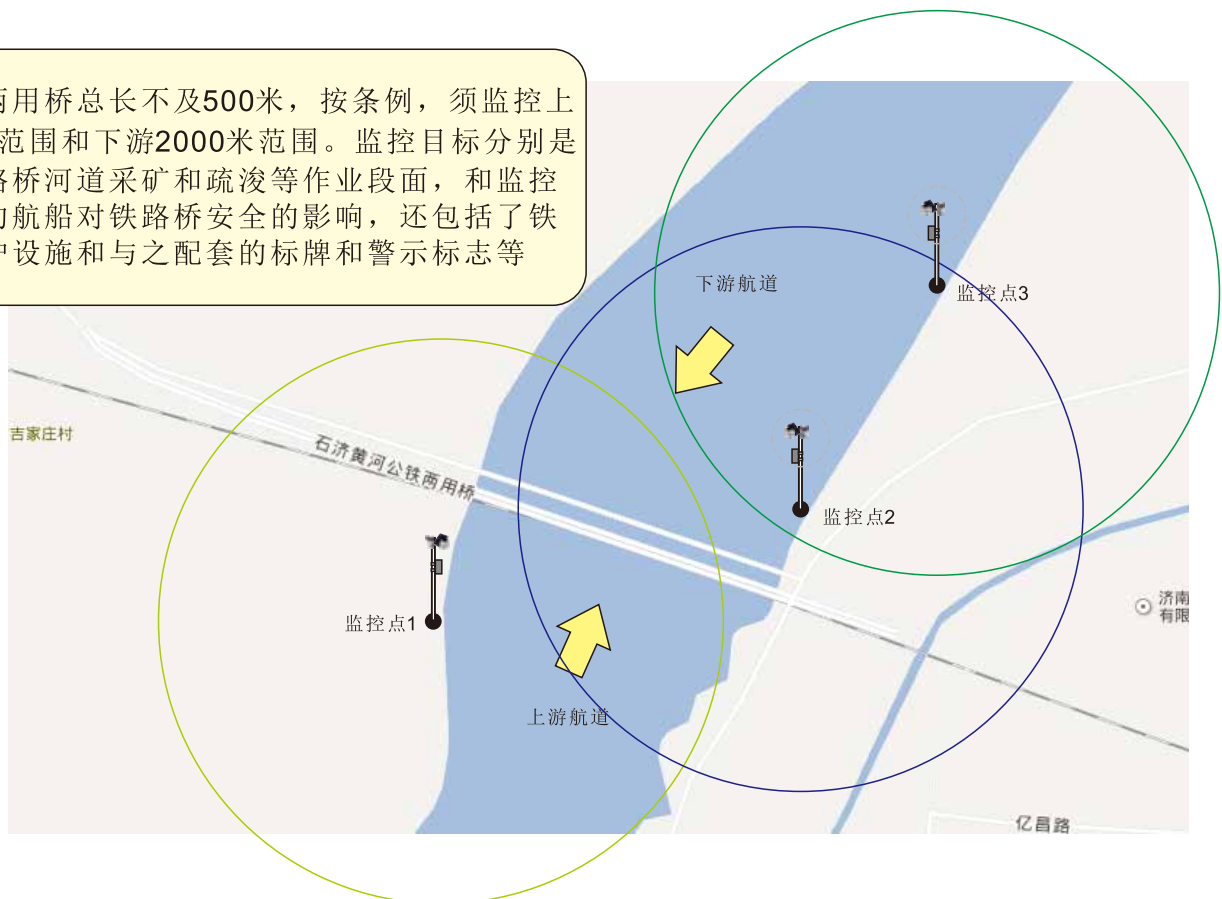 两用桥总长不及500米，按条例，须监控上
范围和下游2000米范围。监控目标分别是
路桥河道采矿和疏浚等作业段面，和监控
的航船对铁路桥安全的影响，还包括了铁
护设施和与之配套的标牌和警示标志等
下游航道
监控点3
吉家庄村
石济黄河公铁两用桥
监控点2
监控点1
济南
有限
上游航道
亿昌路